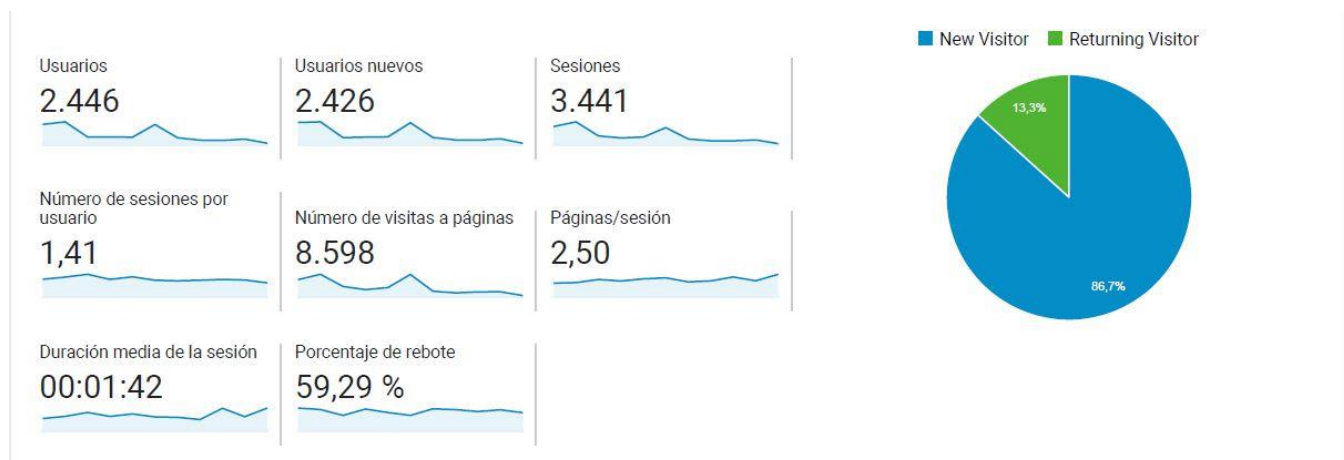 New Visitor
Returning Visitor
Usuarios
2.446
Usuarios nuevos
2.426
Sesiones
3.441
Número de sesiones por
usuario
1,41
Número de visitas a páginas
8.598
Páginas/sesión
2,50
Duración media de la sesión
00:01:42
Porcentaje de rebote
59,29 %
13,3%
86,7%